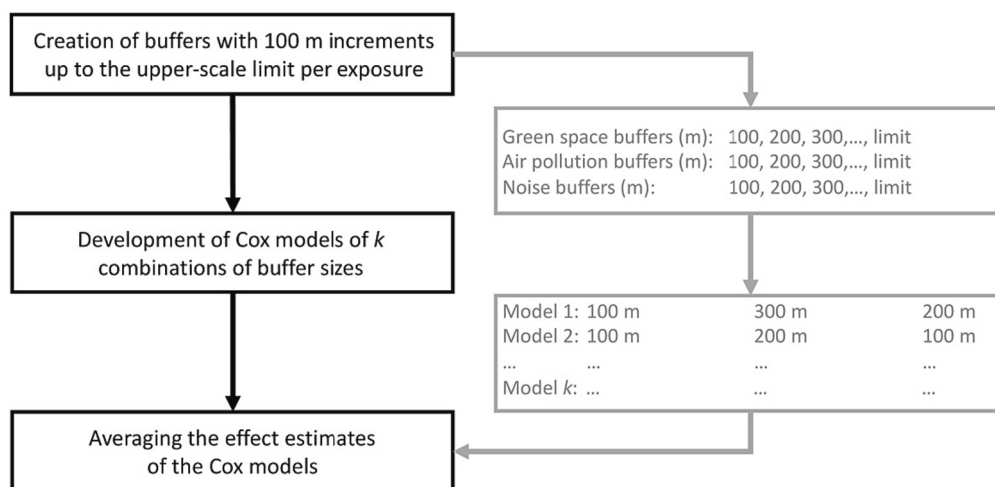 Creation of buffers with 100 m increments
up to the upper-scale limit per exposure
Green space buffers (m): 100, 200, 300,..., limit
Air pollution buffers (m): 100, 200, 300,..., limit
Noise buffers (m): 100, 200, 300,..., limit
Development of Cox models of k
combinations of buffer sizes
Model 1: 100 m 300 m 200 m
Model 2: 100 m 200 m 100 m
... ... ... ...
Model k: ... ... ...
Averaging the effect estimates
of the Cox models